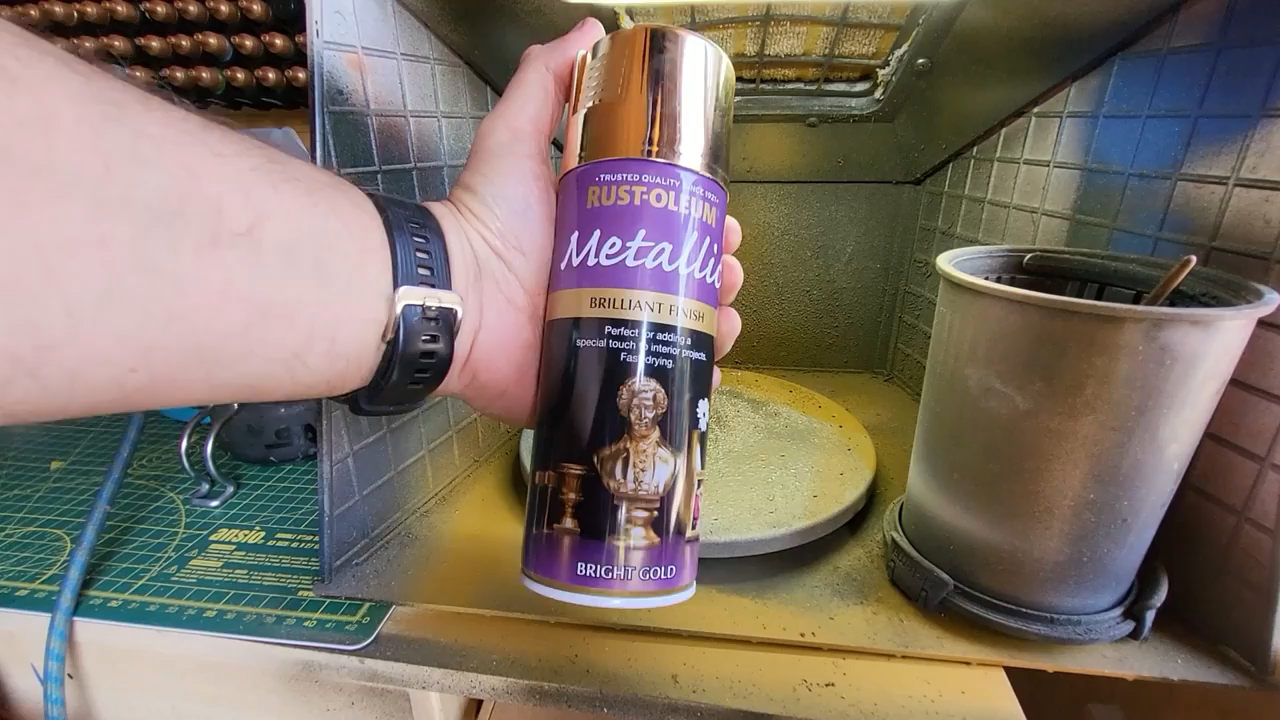 • TRUSTED QUALITY SINCE 1921 •
RUST-OLEUM
Metallic
BRILLIANT FINISH
Perfect for adding a
special touch to interior projects.
Fast drying.
BRIGHT GOLD
ansio